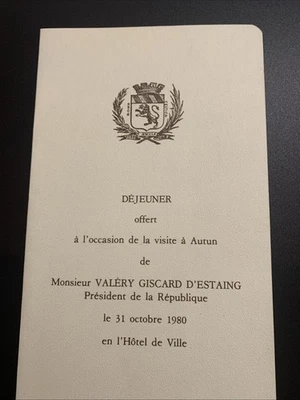 DÉJEUNER
offert
à l'occasion de la visite à Autun
de
Monsieur VALÉRY GISCARD D'ESTAING
Président de la République
le 31 octobre 1980
en l'Hôtel de Ville